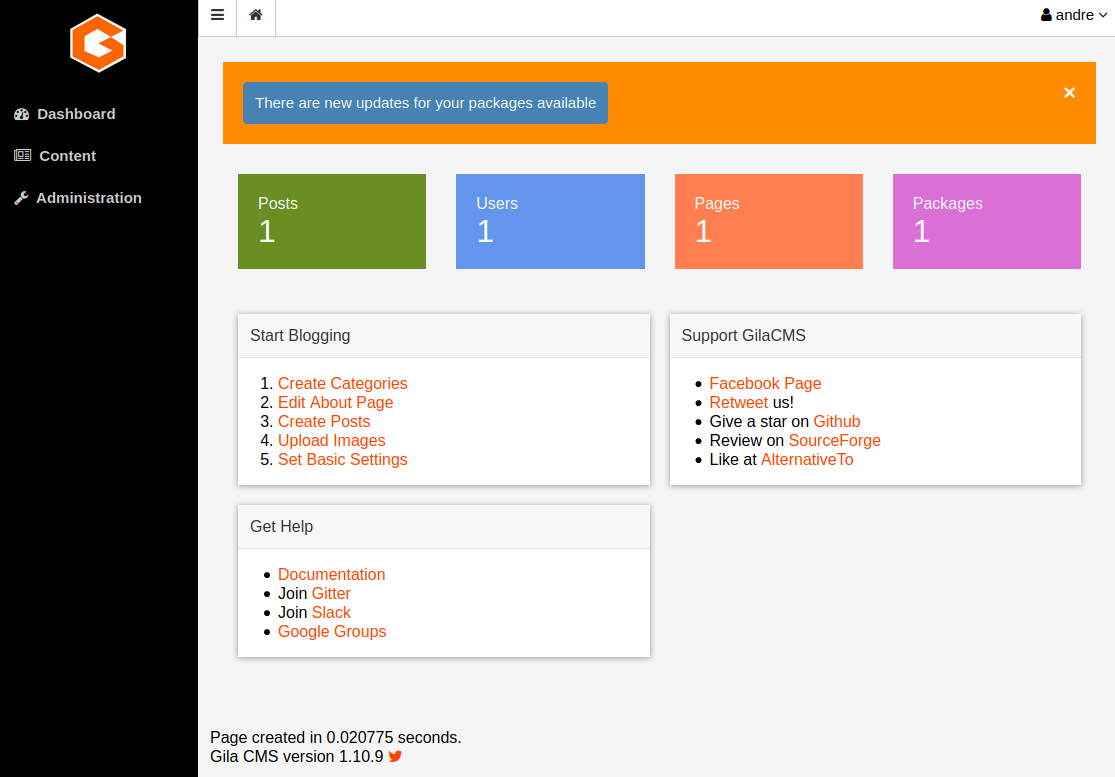 andre
Dashboard
Content
Administration
There are new updates for your packages available
×
Posts
1
Users
1
Pages
1
Packages
1
Start Blogging
1. Create Categories
2. Edit About Page
3. Create Posts
4. Upload Images
5. Set Basic Settings
Support GilaCMS
• Facebook Page
• Retweet us!
• Give a star on Github
• Review on SourceForge
• Like at AlternativeTo
Get Help
• Documentation
• Join Gitter
• Join Slack
• Google Groups
Page created in 0.020775 seconds.
Gila CMS version 1.10.9